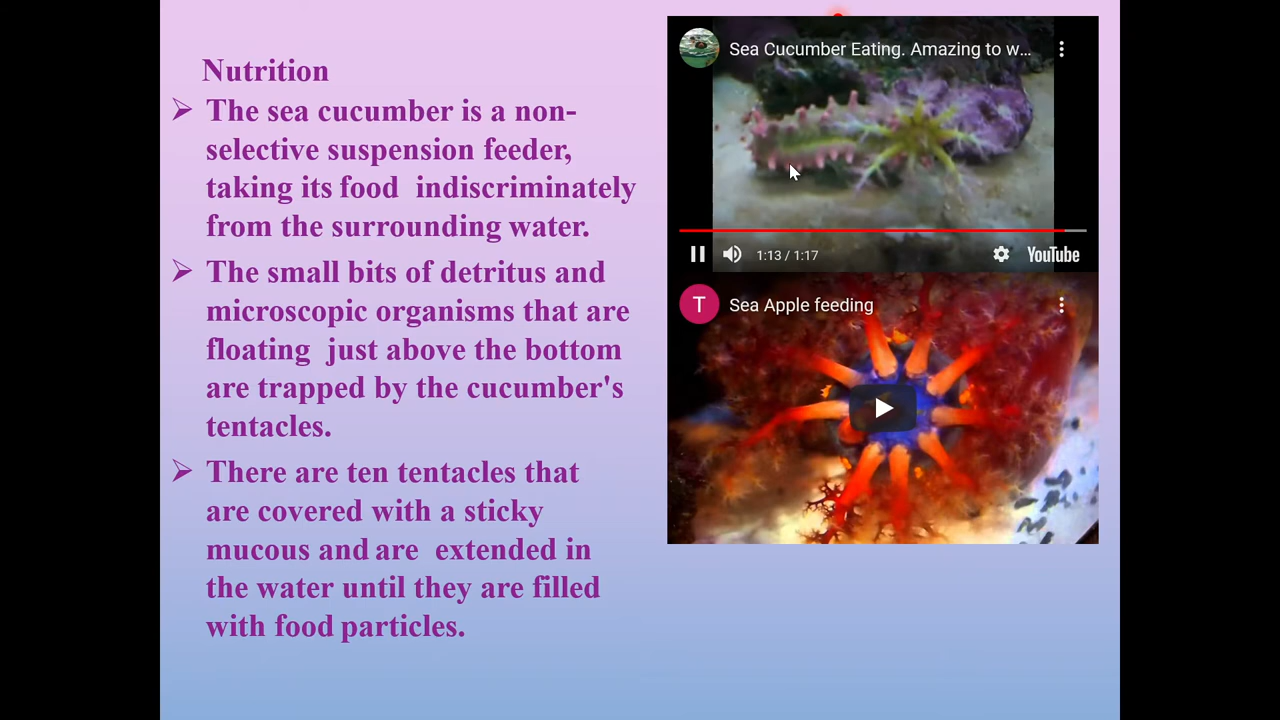 Nutrition
➢ The sea cucumber is a non-
selective suspension feeder,
taking its food indiscriminately
from the surrounding water.
➢ The small bits of detritus and
microscopic organisms that are
floating just above the bottom
are trapped by the cucumber's
tentacles.
➢ There are ten tentacles that
are covered with a sticky
mucous and are extended in
the water until they are filled
with food particles.
Sea Cucumber Eating. Amazing to w...
1:13 / 1:17
YouTube
T
Sea Apple feeding